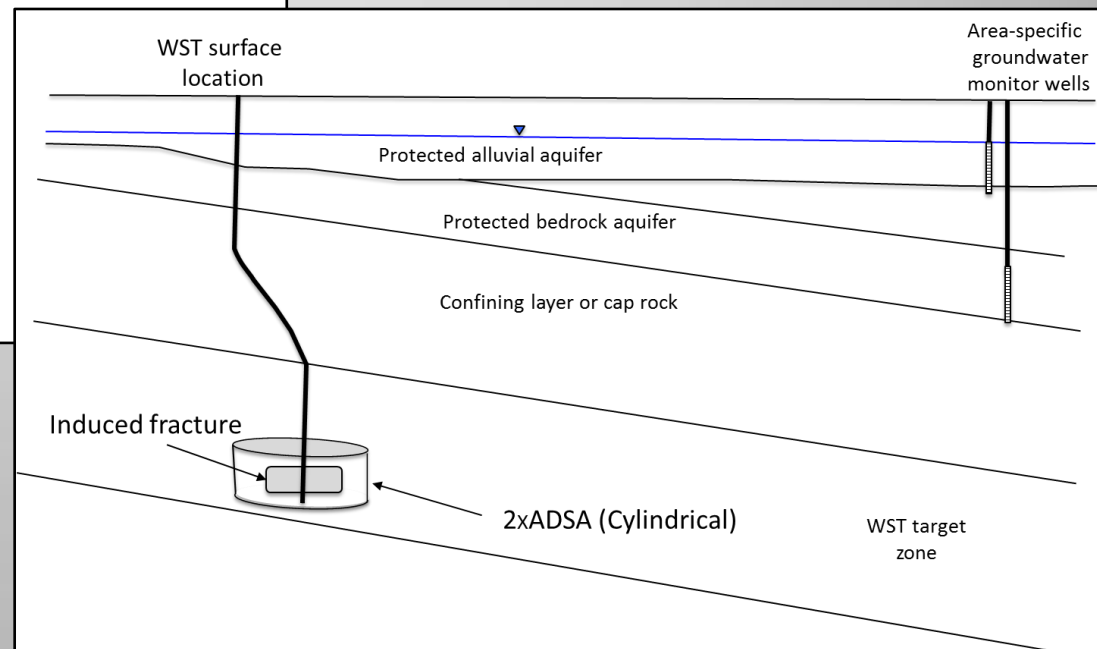 WST surface
location
Area-specific
groundwater
monitor wells
Protected alluvial aquifer
Protected bedrock aquifer
Confining layer or cap rock
Induced fracture
2xADSA (Cylindrical)
WST target
zone